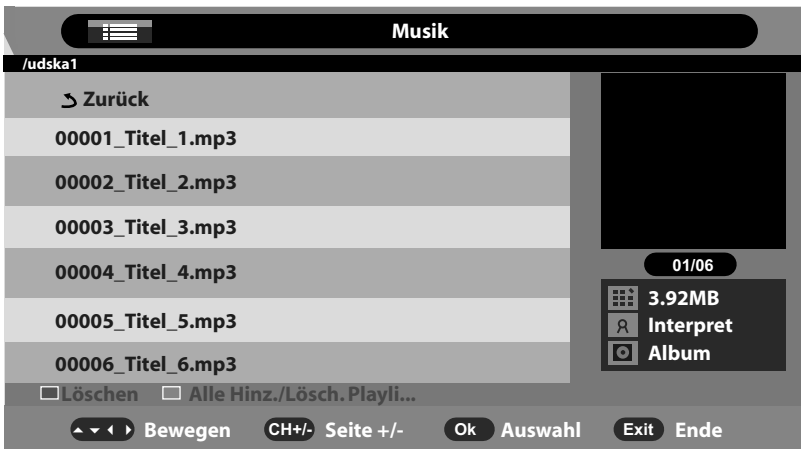 Musik
/udska1
Zurück
00001_Titel_1.mp3
00002_Titel_2.mp3
00003_Titel_3.mp3
00004_Titel_4.mp3
00005_Titel_5.mp3
00006_Titel_6.mp3
01/06
3.92MB
Interpret
Album
Löschen Alle Hinz./Lösch. Playli...
Bewegen CH+/- Seite +/- Ok Auswahl Exit Ende